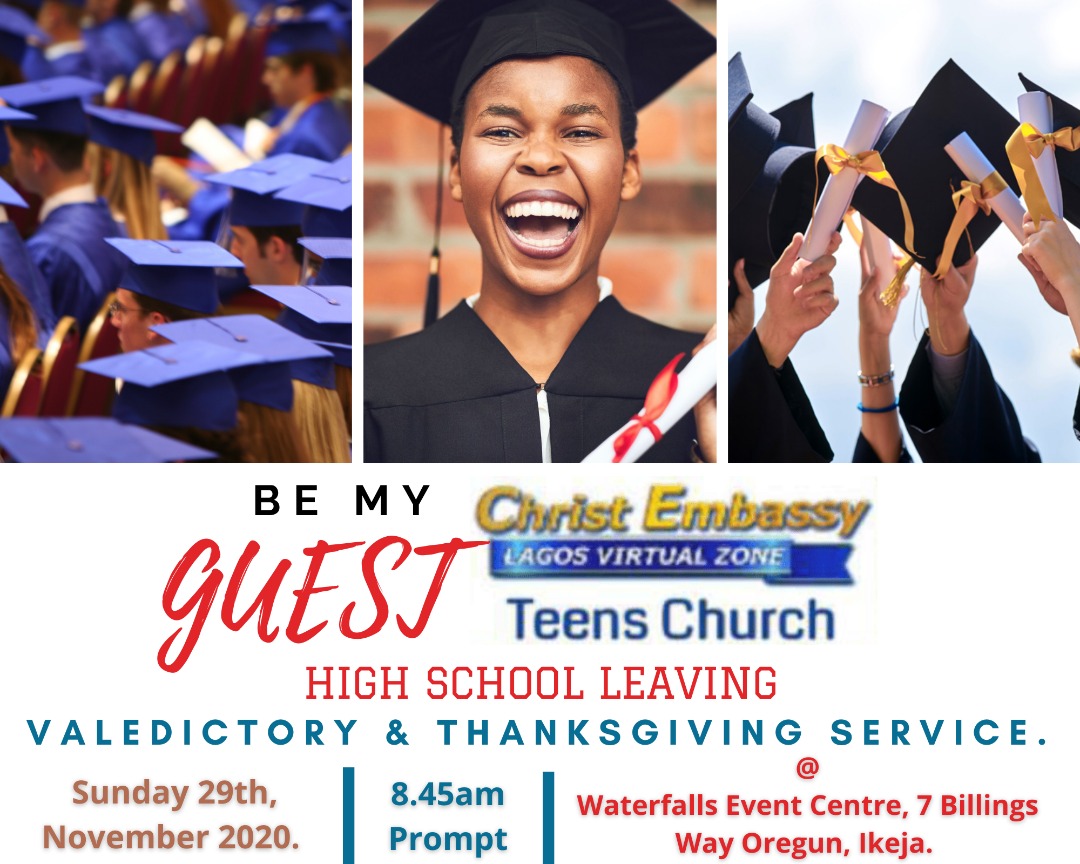 BE MY
GUEST
Christ Embassy
LAGOS VIRTUAL ZONE
Teens Church
HIGH SCHOOL LEAVING
VALEDICTORY & THANKSGIVING SERVICE.
Sunday 29th,
November 2020.
8.45am
Prompt
@
Waterfalls Event Centre, 7 Billings
Way Oregun, Ikeja.